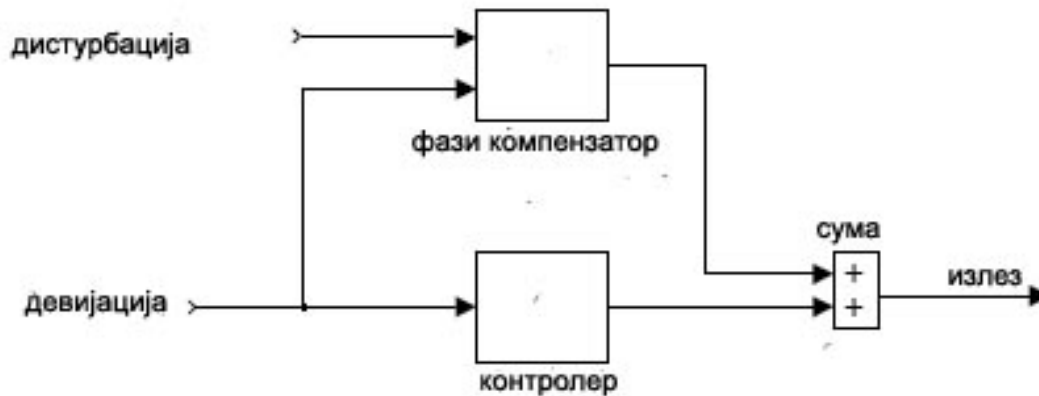 дистурбација
фази компензатор
сума
+
+
излез
девијација
контролер